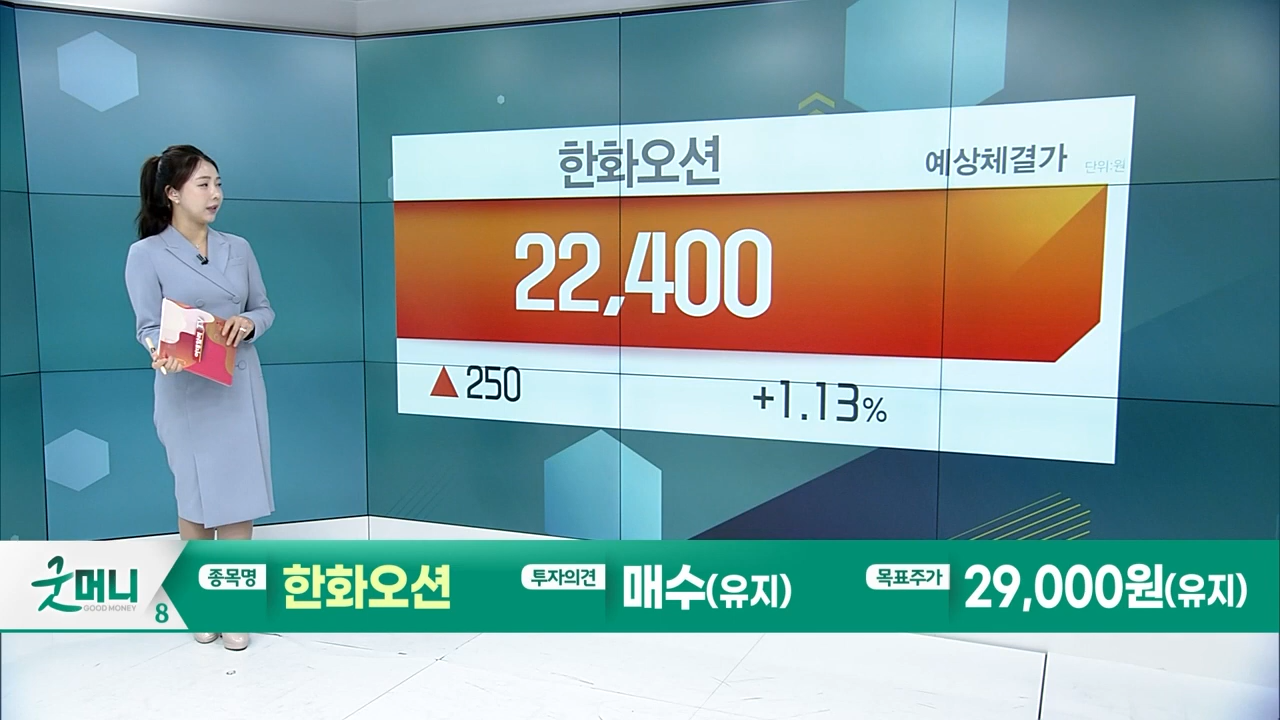 한화오션
예상체결가
단위:원
22,400
▲250
+1.13%
굿머니
GOOD MONEY
8
종목명
한화오션
투자의견
매수(유지)
목표주가
29,000원(유지)